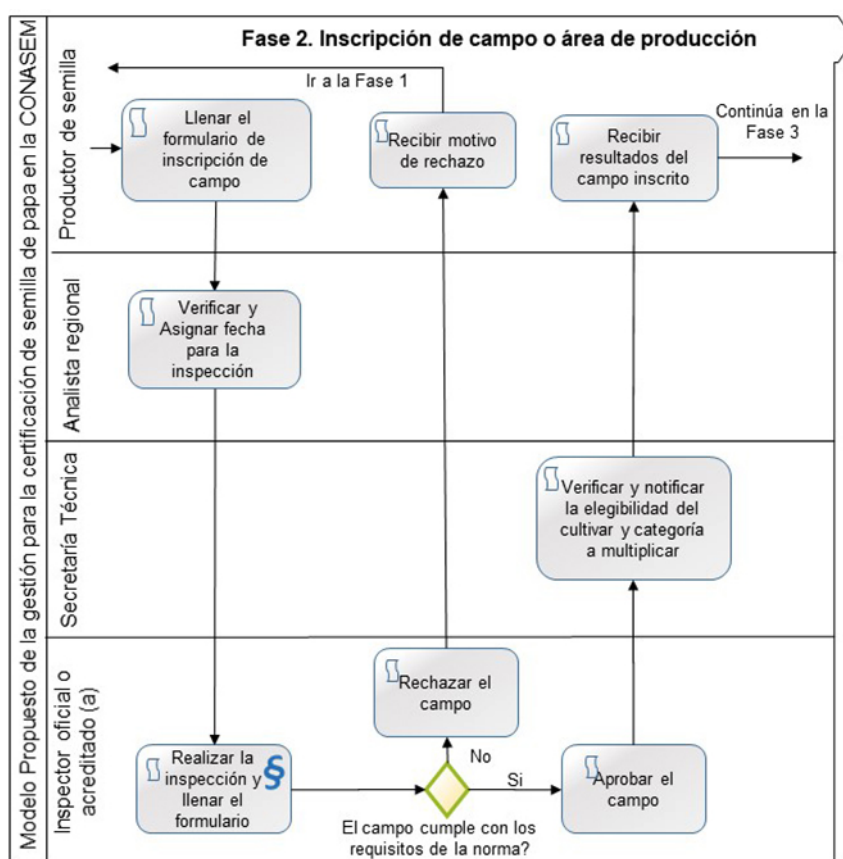 Modelo Propuesto de la gestión para la certificación de semilla de papa en la CONASEM
Fase 2. Inscripción de campo o área de producción
Productor de semilla
Ir a la Fase 1
Llenar el
formulario de
inscripción de
campo
Recibir motivo
de rechazo
Recibir
resultados del
campo inscrito
Continúa en la
Fase 3
Analista regional
Verificar y
Asignar fecha
para la
inspección
Secretaría Técnica
Verificar y notificar
la elegibilidad del
cultivar y categoría
a multiplicar
Inspector oficial o
acreditado (a)
Rechazar el
campo
Realizar la
inspección y
llenar el
formulario
§
No
Si
Aprobar el
campo
El campo cumple con los
requisitos de la norma?